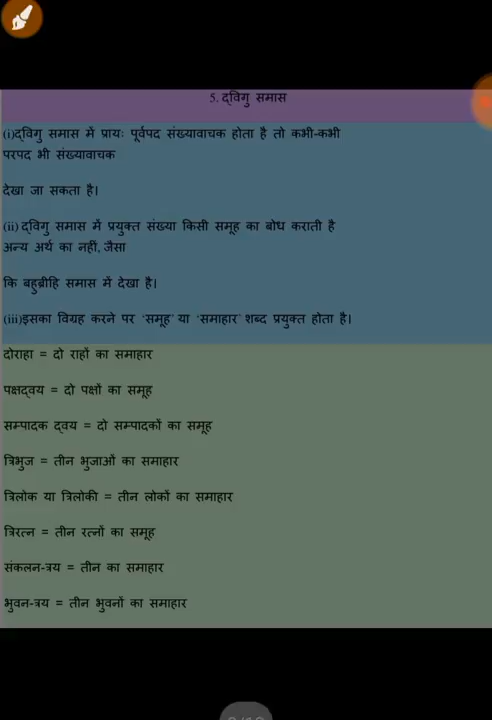 5. द्विगु समास
(i)द्विगु समास में प्रायः पूर्वपद संख्यावाचक होता है तो कभी-कभी
परपद भी संख्यावाचक
देखा जा सकता है।
(ii) द्विगु समास में प्रयुक्त संख्या किसी समूह का बोध कराती है
अन्य अर्थ का नहीं, जैसा
कि बहुब्रीहि समास में देखा है।
(iii)इसका विग्रह करने पर 'समूह' या 'समाहार' शब्द प्रयुक्त होता है।
दोराहा = दो राहों का समाहार
पक्षद्वय = दो पक्षों का समूह
सम्पादक द्वय = दो सम्पादकों का समूह
त्रिभुज = तीन भुजाओं का समाहार
त्रिलोक या त्रिलोकी = तीन लोकों का समाहार
त्रिरत्न = तीन रत्नों का समूह
संकलन-त्रय = तीन का समाहार
भुवन-त्रय = तीन भुवनों का समाहार